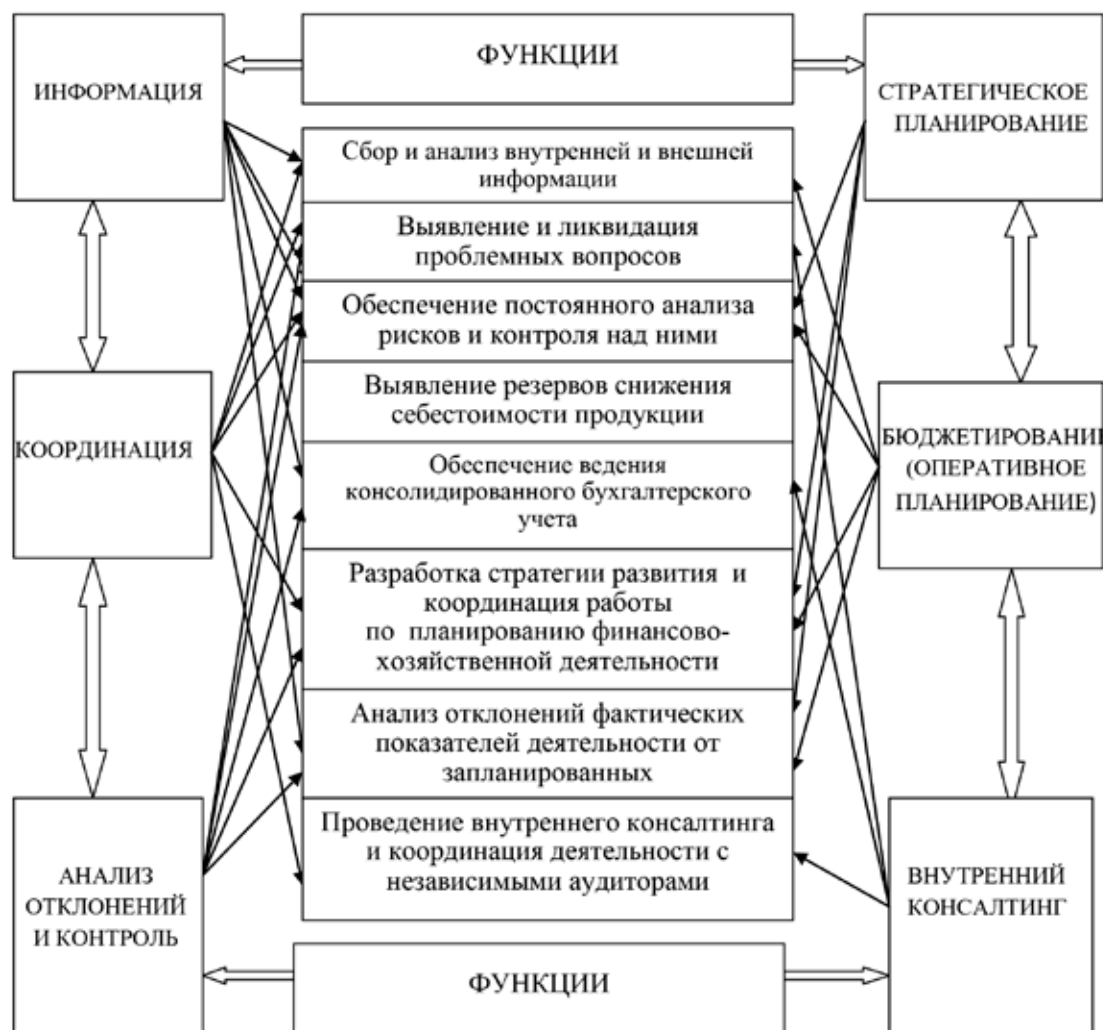 ФУНКЦИИ
ИНФОРМАЦИЯ
СТРАТЕГИЧЕСКОЕ
ПЛАНИРОВАНИЕ
Сбор и анализ внутренней и внешней
информации
Выявление и ликвидация
проблемных вопросов
Обеспечение постоянного анализа
рисков и контроля над ними
Выявление резервов снижения
себестоимости продукции
КООРДИНАЦИЯ
БЮДЖЕТИРОВАНИЕ
(ОПЕРАТИВНОЕ
ПЛАНИРОВАНИЕ)
Обеспечение ведения
консолидированного бухгалтерского
учета
Разработка стратегии развития и
координация работы
по планированию финансово-
хозяйственной деятельности
Анализ отклонений фактических
показателей деятельности от
запланированных
Проведение внутреннего консалтинга
и координация деятельности с
независимыми аудиторами
АНАЛИЗ
ОТКЛОНЕНИЙ
И КОНТРОЛЬ
ВНУТРЕННИЙ
КОНСАЛТИНГ
ФУНКЦИИ